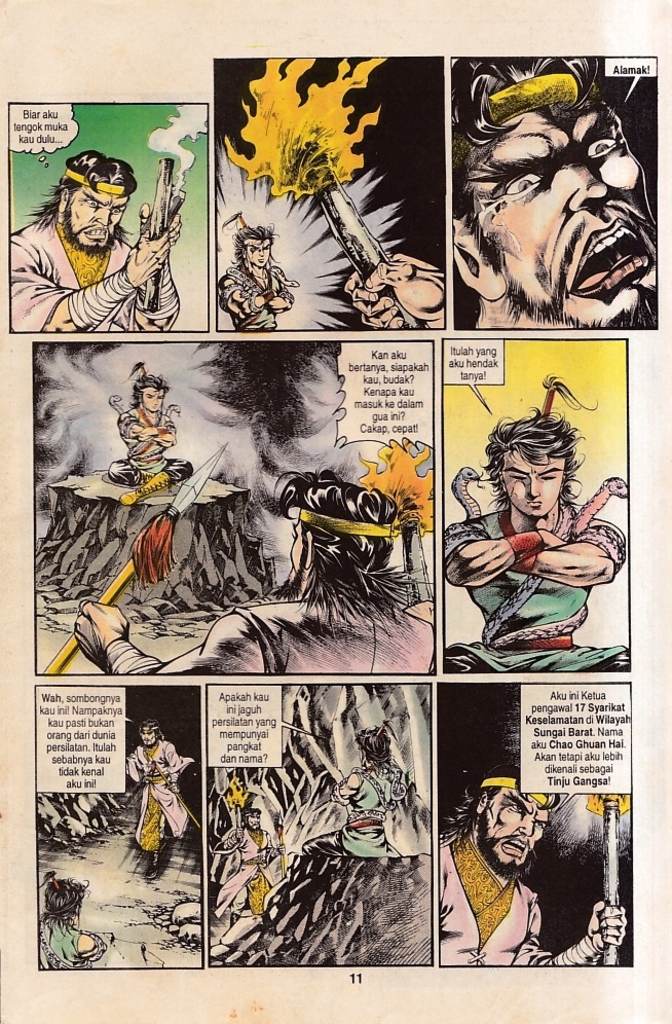 Biar aku
tengok muka
kau dulu...
Alamak!
Kan aku
bertanya, siapakah
kau, budak?
Kenapa kau
masuk ke dalam
gua ini?
Cakap, cepat!
Itulah yang
aku hendak
tanya!
Wah, sombongnya
kau ini! Nampaknya
kau pasti bukan
orang dari dunia
persilatan. Itulah
sebabnya kau
tidak kenal
aku ini!
Apakah kau
ini jaguh
persilatan yang
mempunyai
pangkat
dan nama?
Aku ini Ketua
pengawal 17 Syarikat
Keselamatan di Wilayah
Sungai Barat. Nama
aku Chao Ghuan Hai.
Akan tetapi aku lebih
dikenali sebagai
Tinju Gangsa!
11